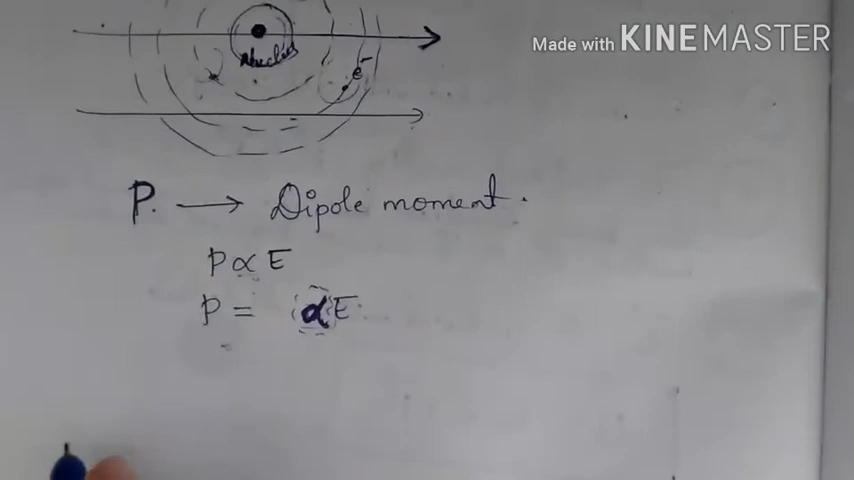 Made with KINEMASTER
Nucleus
e⁻
P. → Dipole moment.
P ∝ E
P = αE